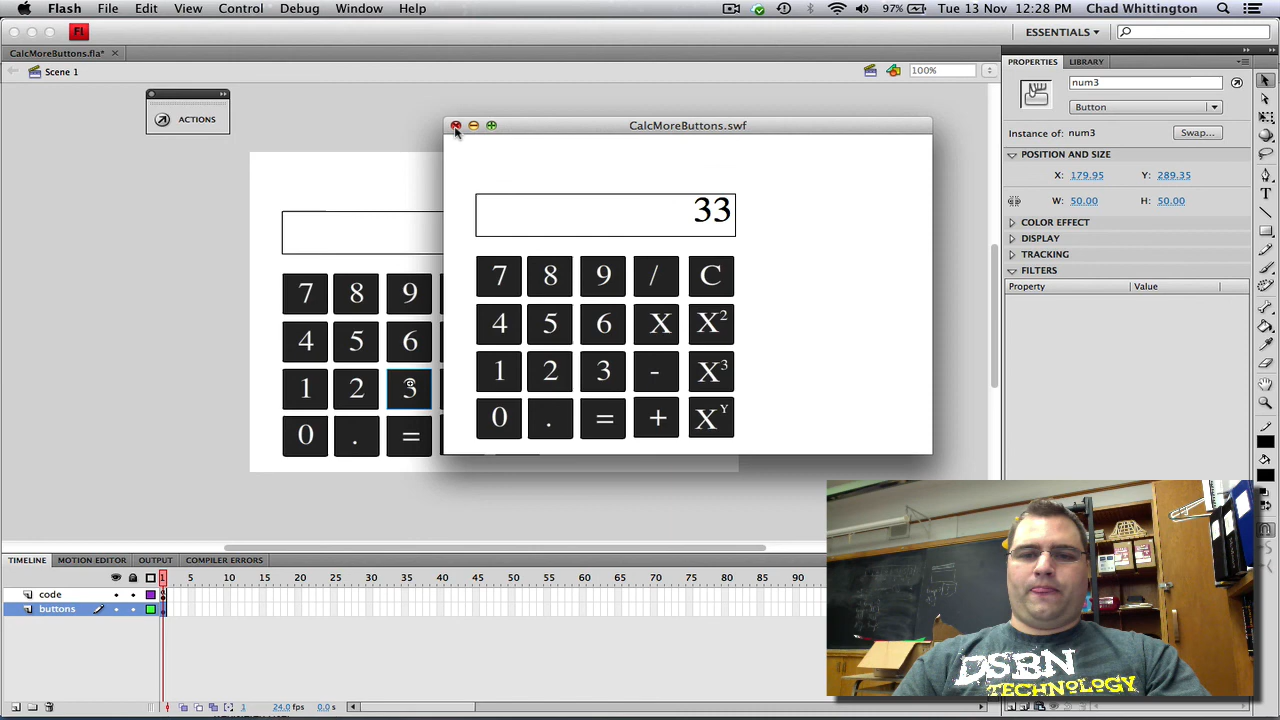 Flash File Edit View Control Debug Window Help 97% Tue 13 Nov 12:28 PM Chad Whittington
ESSENTIALS
CalcMoreButtons.fla*
Scene 1
100%
ACTIONS
7 8 9
4 5 6
1 2 3
0 . =
CalcMoreButtons.swf
33
7 8 9 / C
4 5 6 X X²
1 2 3 - X³
0 . = + Xʸ
PROPERTIES LIBRARY
num3
Button
Instance of: num3 Swap...
POSITION AND SIZE
X: 179.95 Y: 289.35
W: 50.00 H: 50.00
COLOR EFFECT
DISPLAY
TRACKING
FILTERS
Property Value
TIMELINE MOTION EDITOR OUTPUT COMPILER ERRORS
1 5 10 15 20 25 30 35 40 45 50 55 60 65 70 75 80 85 90
code
buttons
1 24.0 fps 0.0 s
DSBN
TECHNOLOGY